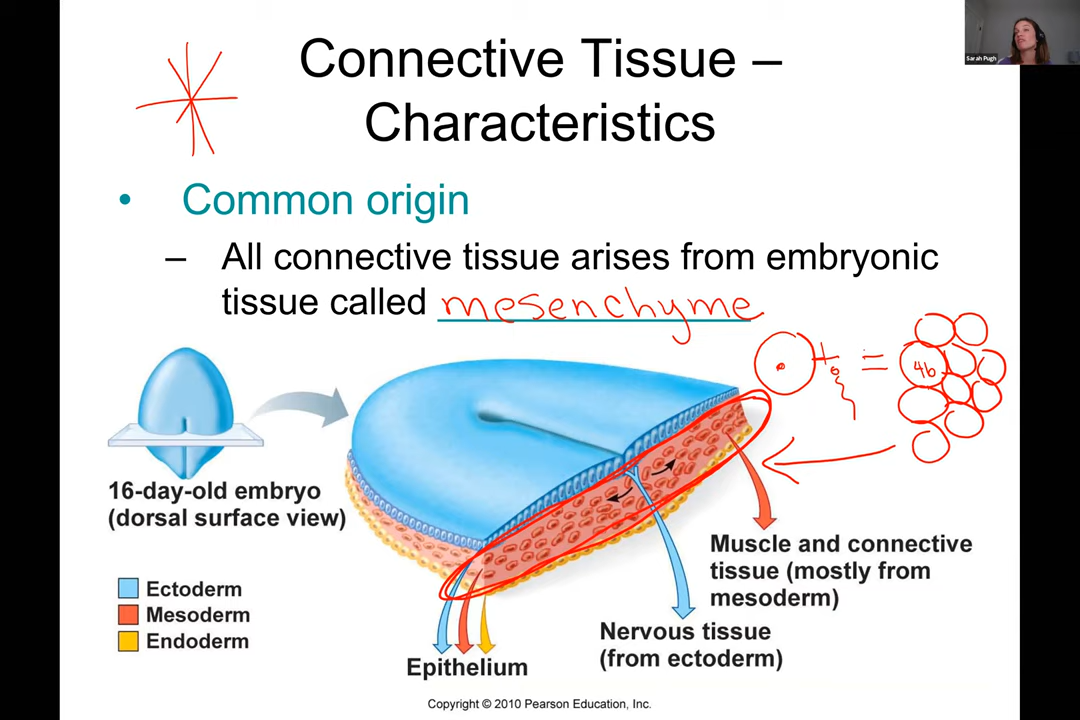 Sarah Pugh
Connective Tissue –
Characteristics
• Common origin
– All connective tissue arises from embryonic
tissue called mesenchyme
+ = 46
16-day-old embryo
(dorsal surface view)
Ectoderm
Mesoderm
Endoderm
Epithelium
Nervous tissue
(from ectoderm)
Muscle and connective
tissue (mostly from
mesoderm)
Copyright © 2010 Pearson Education, Inc.